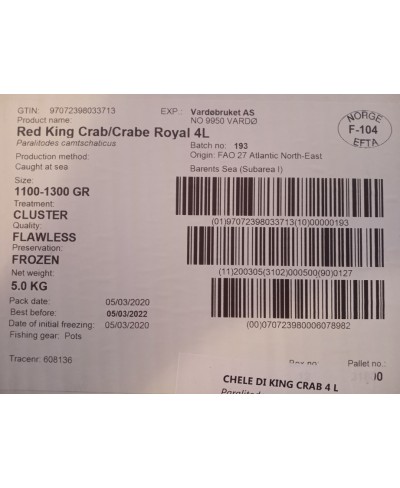 GTIN: 97072398033713 EXP.: Vardøbruket AS
NO 9950 VARDØ
Product name:
Red King Crab/Crabe Royal 4L
Paralitodes camtschaticus
NORGE
F-104
EFTA
Batch no: 193
Origin: FAO 27 Atlantic North-East
Production method:
Caught at sea
Barents Sea (Subarea I)
Size:
1100-1300 GR
Treatment:
CLUSTER
(01)97072398033713(10)00000193
Quality:
FLAWLESS
Preservation:
FROZEN
(11)200305(3102)000500(90)0127
Net weight:
5.0 KG
(00)070723980006078982
Pack date: 05/03/2020
Best before: 05/03/2022
Date of initial freezing: 05/03/2020
Fishing gear: Pots
Tracenr: 608136
Pallet no.:
CHELE DI KING CRAB 4 L